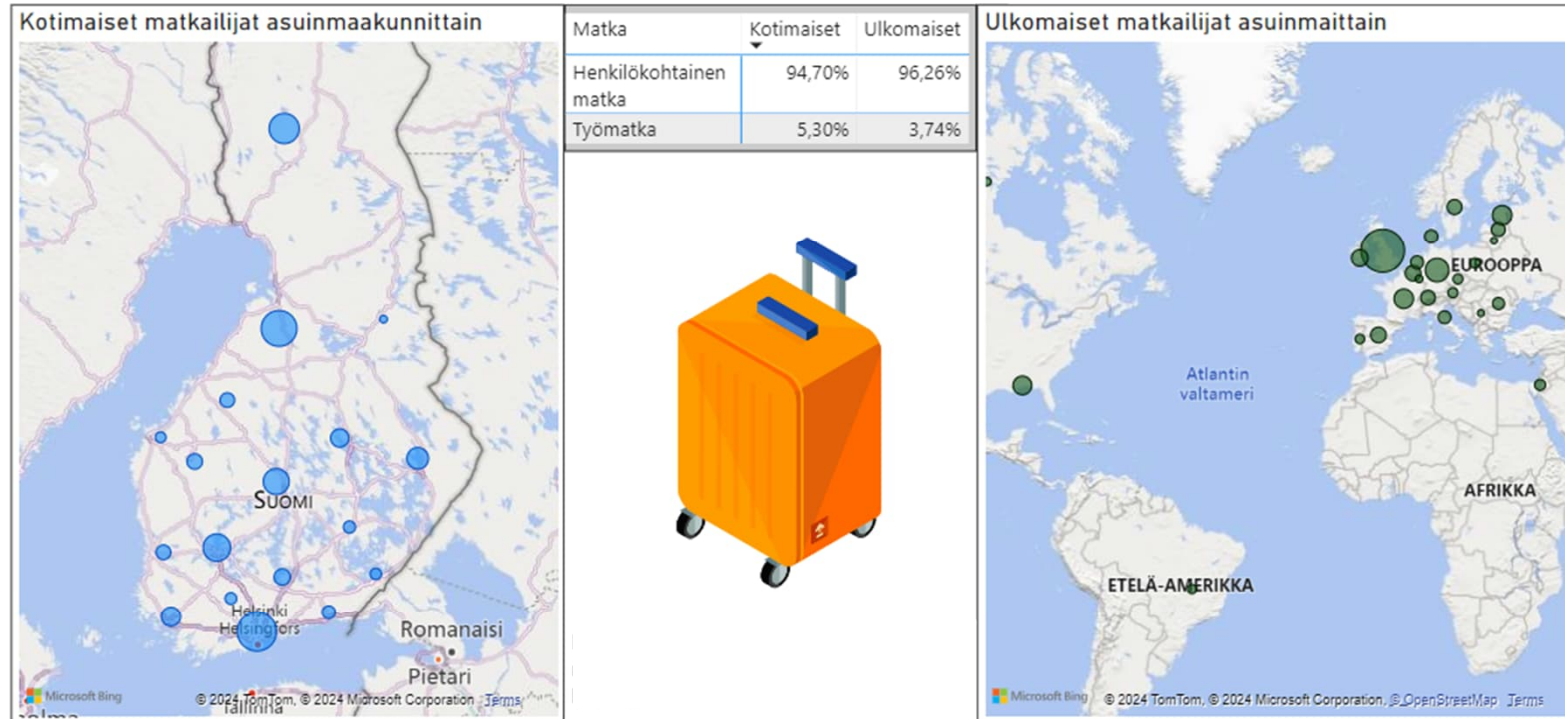 Kotimaiset matkailijat asuinmaakunnittain
SUOMI
Helsinki
Helsingfors
Romanaisi
Pietari
Tallinna
Microsoft Bing
© 2024 TomTom, © 2024 Microsoft Corporation Terms
Matka Kotimaiset Ulkomaiset
Henkilökohtainen 94,70% 96,26%
matka
Työmatka 5,30% 3,74%
Ulkomaiset matkailijat asuinmaittain
EUROOPPA
Atlantin
valtameri
AFRIKKA
ETELÄ-AMERIKKA
Microsoft Bing
© 2024 TomTom, © 2024 Microsoft Corporation, © OpenStreetMap Terms